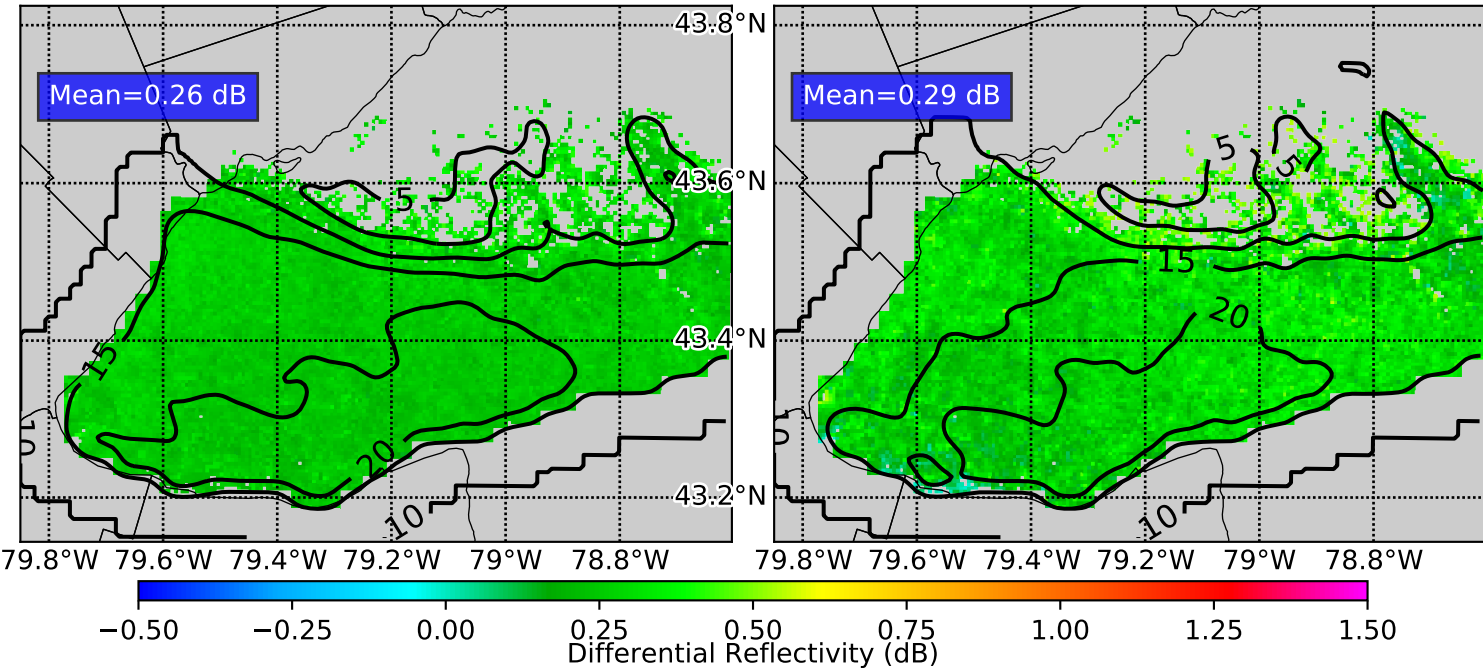 43.8°N
Mean=0.26 dB
Mean=0.29 dB
5
5
43.6°N
5
15
20
43.4°N
15
10
10
20
43.2°N
10
10
79.8°W 79.6°W 79.4°W 79.2°W 79°W 78.8°W 79.8°W 79.6°W 79.4°W 79.2°W 79°W 78.8°W
−0.50 −0.25 0.00 0.25 0.50 0.75 1.00 1.25 1.50
Differential Reflectivity (dB)